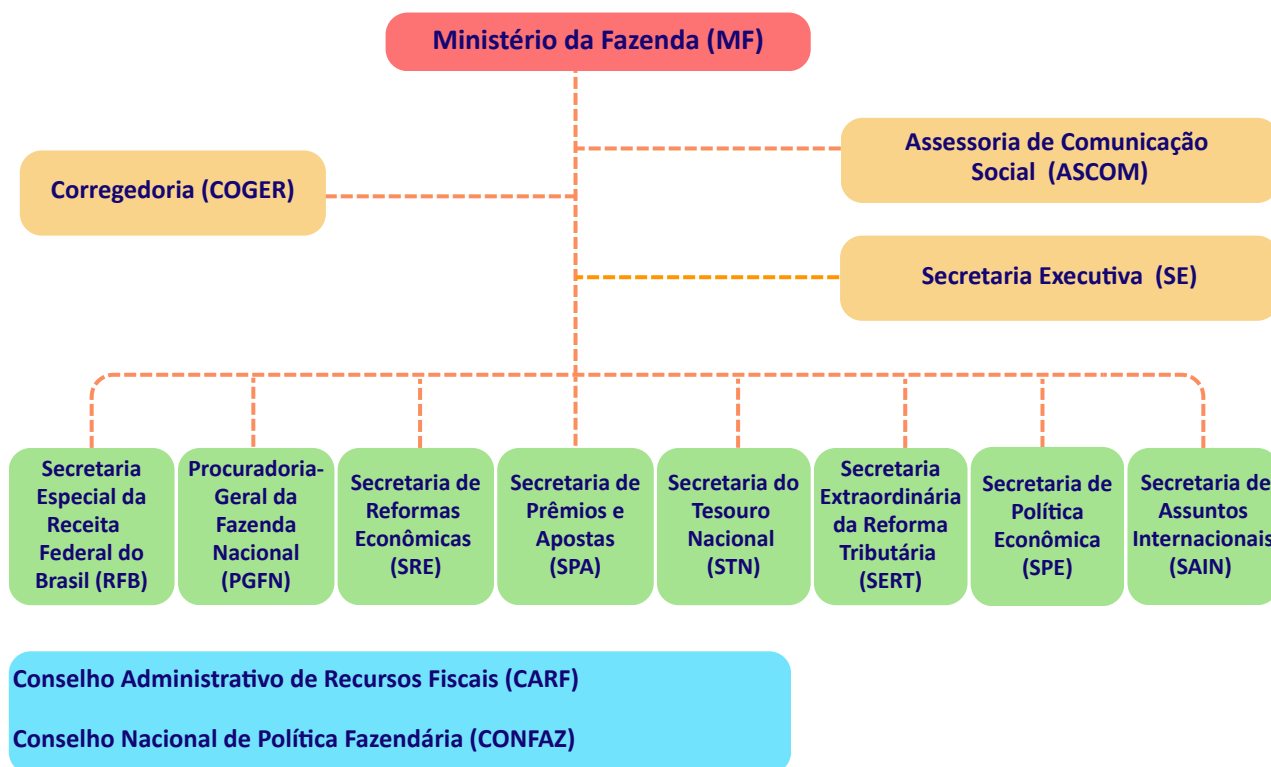 Ministério da Fazenda (MF)
Assessoria de Comunicação
Social (ASCOM)
Corregedoria (COGER)
Secretaria Executiva (SE)
Secretaria
Especial da
Receita
Federal do
Brasil (RFB)
Procuradoria-
Geral da
Fazenda
Nacional
(PGFN)
Secretaria de
Reformas
Econômicas
(SRE)
Secretaria de
Prêmios e
Apostas
(SPA)
Secretaria do
Tesouro
Nacional
(STN)
Secretaria
Extraordinária
da Reforma
Tributária
(SERT)
Secretaria de
Política
Econômica
(SPE)
Secretaria de
Assuntos
Internacionais
(SAIN)
Conselho Administrativo de Recursos Fiscais (CARF)
Conselho Nacional de Política Fazendária (CONFAZ)